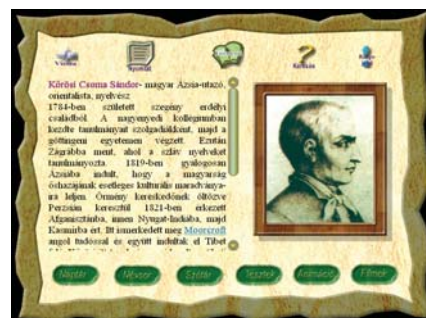 Vissza
Nyomtat
Kőrösi Csoma Sándor- magyar Ázsia-utazó,
orientalista, nyelvész
1784-ben született szegény erdélyi
családból. A nagyenyedi kollégiumban
kezdte tanulmányait szolgadiákként, majd a
göttingeni egyetemen végzett. Ezután
Zágrábba ment, ahol a szláv nyelveket
tanulmányozta. 1819-ben gyalogosan
Ázsiába indult, hogy a magyarság
őshazájának esetleges kulturális maradványa-
ira leljen. Örmény kereskedőnek öltözve
Perzsián keresztül 1821-ben érkezett
Afganisztánba, innen Nyugat-Indiába, majd
Kasmírba ért. Itt ismerkedett meg Moorcroft
angol tudóssal és együtt indultak el Tibet
Naptár
Névsor
Szótár
Tesztek
Animáció
Filmek